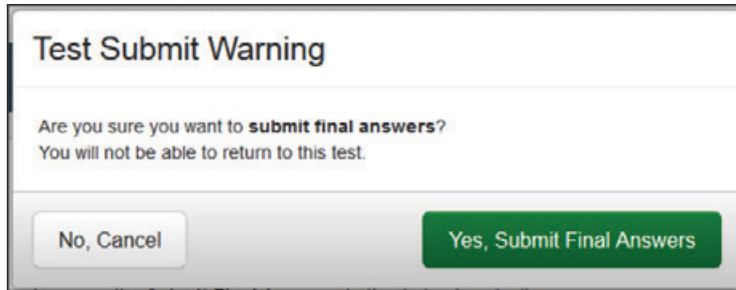 Test Submit Warning
Are you sure you want to submit final answers?
You will not be able to return to this test.
No, Cancel
Yes, Submit Final Answers